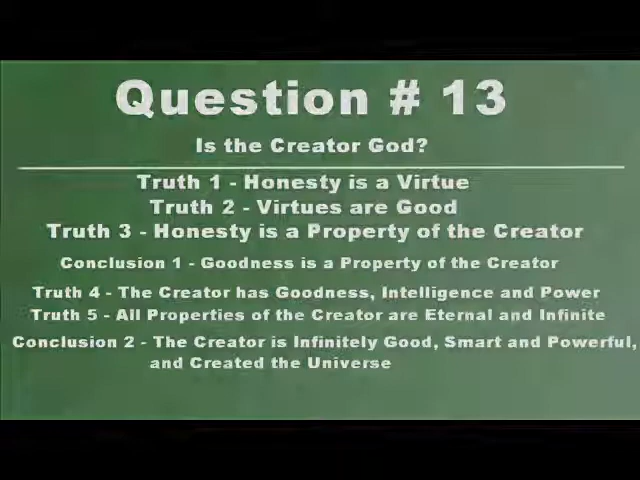 Question # 13
Is the Creator God?
Truth 1 - Honesty is a Virtue
Truth 2 - Virtues are Good
Truth 3 - Honesty is a Property of the Creator
Conclusion 1 - Goodness is a Property of the Creator
Truth 4 - The Creator has Goodness, Intelligence and Power
Truth 5 - All Properties of the Creator are Eternal and Infinite
Conclusion 2 - The Creator is Infinitely Good, Smart and Powerful,
and Created the Universe